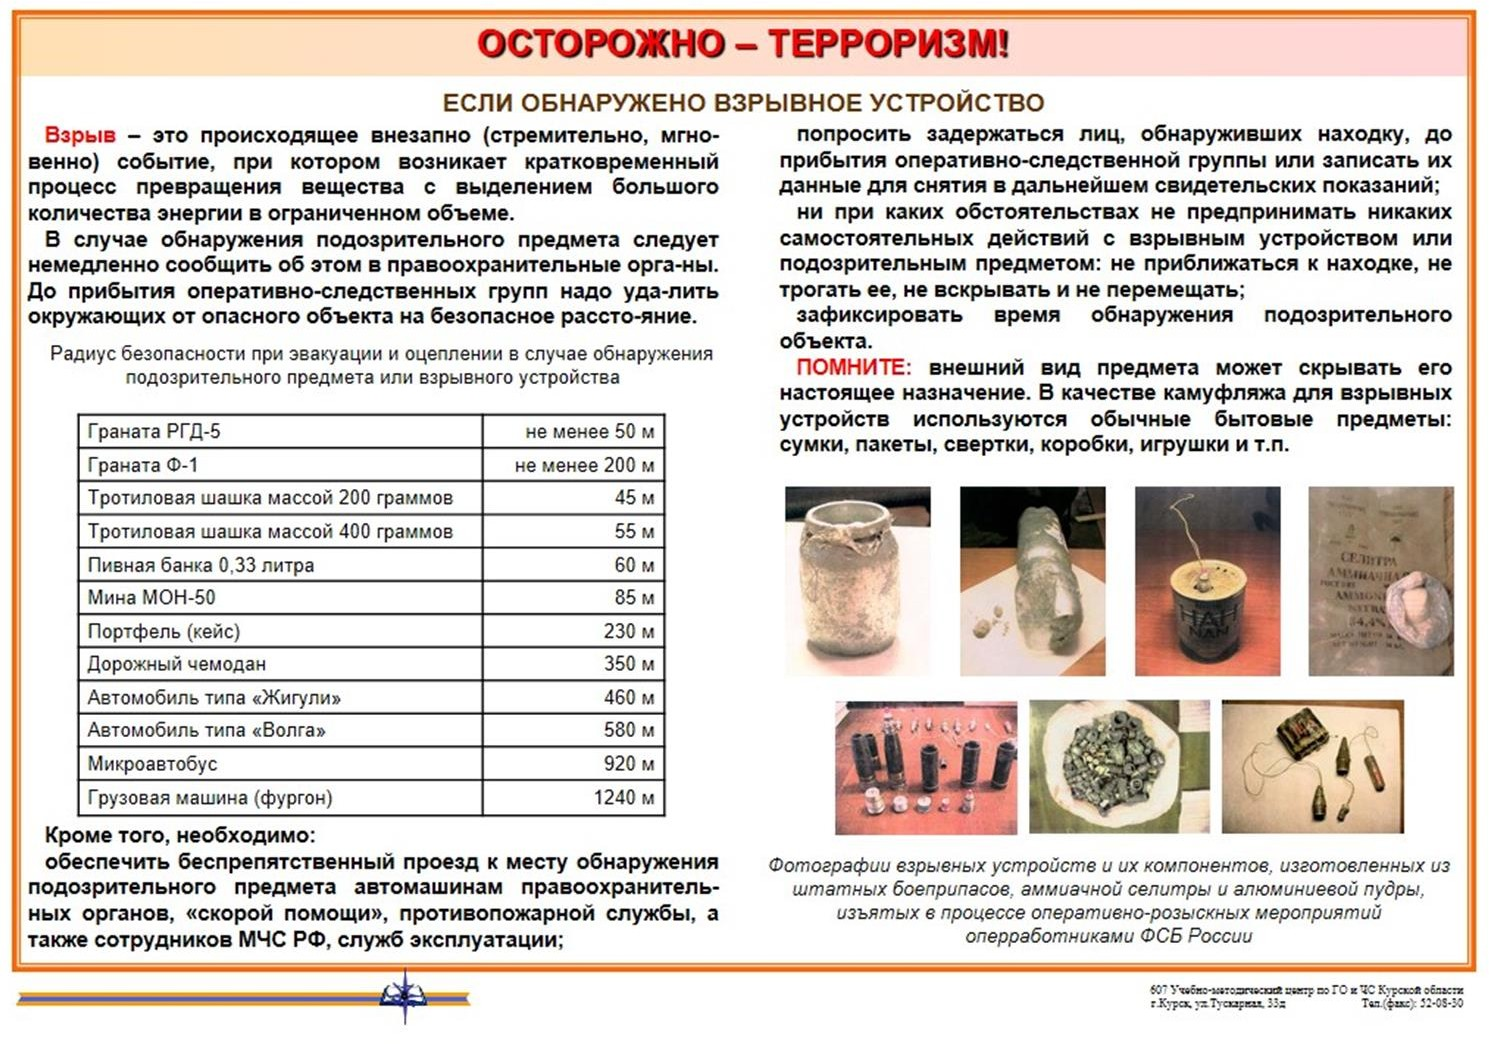 ОСТОРОЖНО – ТЕРРОРИЗМ!
ЕСЛИ ОБНАРУЖЕНО ВЗРЫВНОЕ УСТРОЙСТВО
Взрыв – это происходящее внезапно (стремительно, мгно-
венно) событие, при котором возникает кратковременный
процесс превращения вещества с выделением большого
количества энергии в ограниченном объеме.
В случае обнаружения подозрительного предмета следует
немедленно сообщить об этом в правоохранительные орга-ны.
До прибытия оперативно-следственных групп надо уда-лить
окружающих от опасного объекта на безопасное рассто-яние.
Радиус безопасности при эвакуации и оцеплении в случае обнаружения
подозрительного предмета или взрывного устройства
Граната РГД-5 не менее 50 м
Граната Ф-1 не менее 200 м
Тротиловая шашка массой 200 граммов 45 м
Тротиловая шашка массой 400 граммов 55 м
Пивная банка 0,33 литра 60 м
Мина МОН-50 85 м
Портфель (кейс) 230 м
Дорожный чемодан 350 м
Автомобиль типа «Жигули» 460 м
Автомобиль типа «Волга» 580 м
Микроавтобус 920 м
Грузовая машина (фургон) 1240 м
Кроме того, необходимо:
обеспечить беспрепятственный проезд к месту обнаружения
подозрительного предмета автомашинам правоохранитель-
ных органов, «скорой помощи», противопожарной службы, а
также сотрудников МЧС РФ, служб эксплуатации;
попросить задержаться лиц, обнаруживших находку, до
прибытия оперативно-следственной группы или записать их
данные для снятия в дальнейшем свидетельских показаний;
ни при каких обстоятельствах не предпринимать никаких
самостоятельных действий с взрывным устройством или
подозрительным предметом: не приближаться к находке, не
трогать ее, не вскрывать и не перемещать;
зафиксировать время обнаружения подозрительного
объекта.
ПОМНИТЕ: внешний вид предмета может скрывать его
настоящее назначение. В качестве камуфляжа для взрывных
устройств используются обычные бытовые предметы:
сумки, пакеты, свертки, коробки, игрушки и т.п.
СЕЛИТРА
АММИАЧНАЯ
34,4%
Фотографии взрывных устройств и их компонентов, изготовленных из
штатных боеприпасов, аммиачной селитры и алюминиевой пудры,
изъятых в процессе оперативно-розыскных мероприятий
оперработниками ФСБ России
607 Учебно-методический центр по ГО и ЧС Курской области
г.Курск, ул.Тускарная, 33д Тел.(факс): 52-08-30